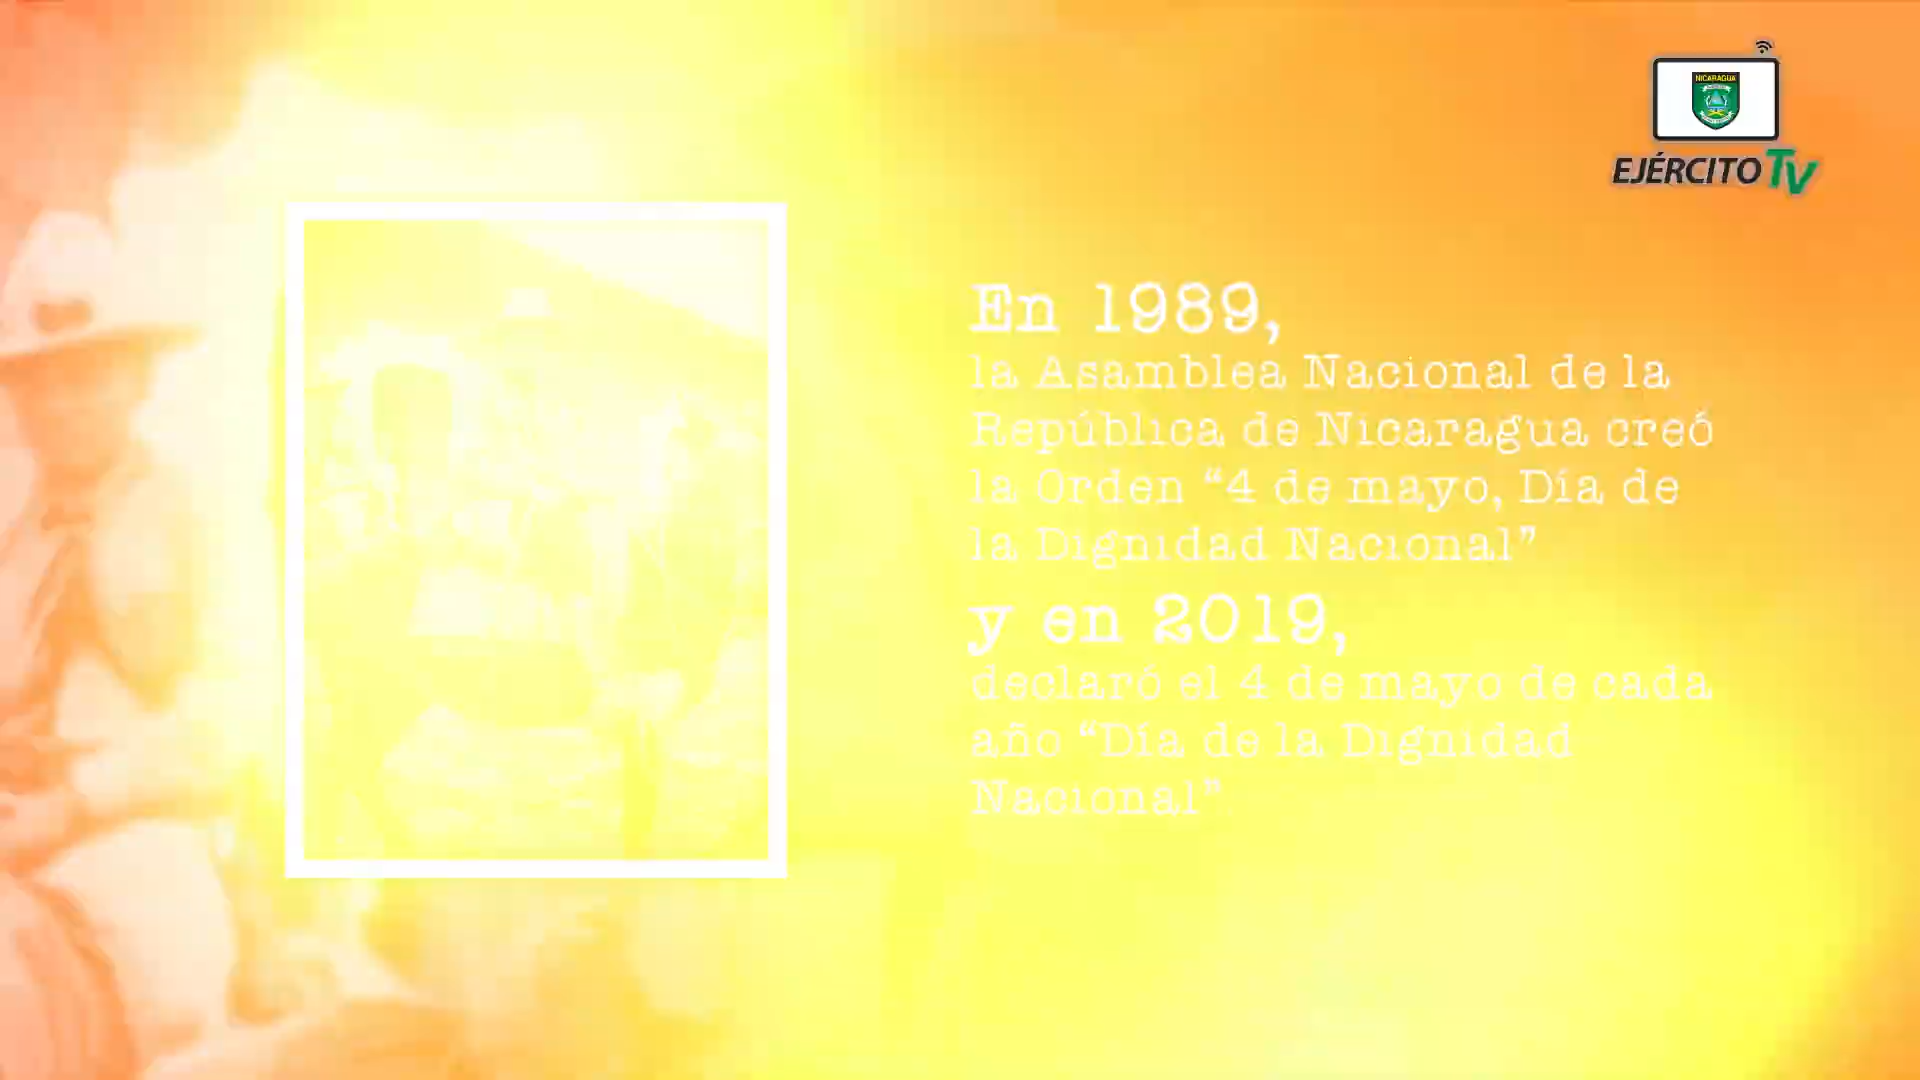 NICARAGUA
EJÉRCITO TV
En 1989,
la Asamblea Nacional de la
República de Nicaragua creó
la Orden “4 de mayo, Día de
la Dignidad Nacional”
y en 2019,
declaró el 4 de mayo de cada
año “Día de la Dignidad
Nacional”.